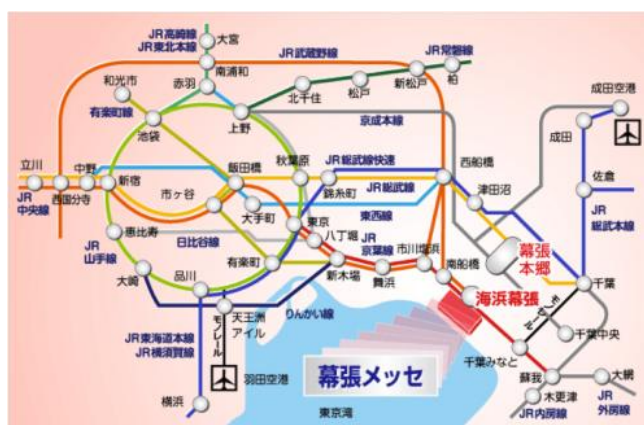 JR高崎線
JR東北本線
大宮
JR武蔵野線
JR常磐線
和光市
南浦和
赤羽
新松戸
柏
北千住
松戸
成田空港
有楽町線
池袋
上野
京成本線
成田
立川
中野
飯田橋
秋葉原
JR総武線快速
西船橋
佐倉
JR
中央線
西国分寺
新宿
市ヶ谷
錦糸町
JR総武線
津田沼
大手町
東西線
JR
総武本線
恵比寿
日比谷線
東京
八丁堀
JR
京葉線
市川塩浜
幕張
本郷
JR
山手線
有楽町
南船橋
大崎
品川
新木場
舞浜
海浜幕張
千葉
モノレール
千葉中央
天王洲
アイル
りんかい線
JR東海道本線
JR横須賀線
モノレール
羽田空港
幕張メッセ
千葉みなと
蘇我
大網
横浜
東京湾
木更津
JR内房線
JR
外房線